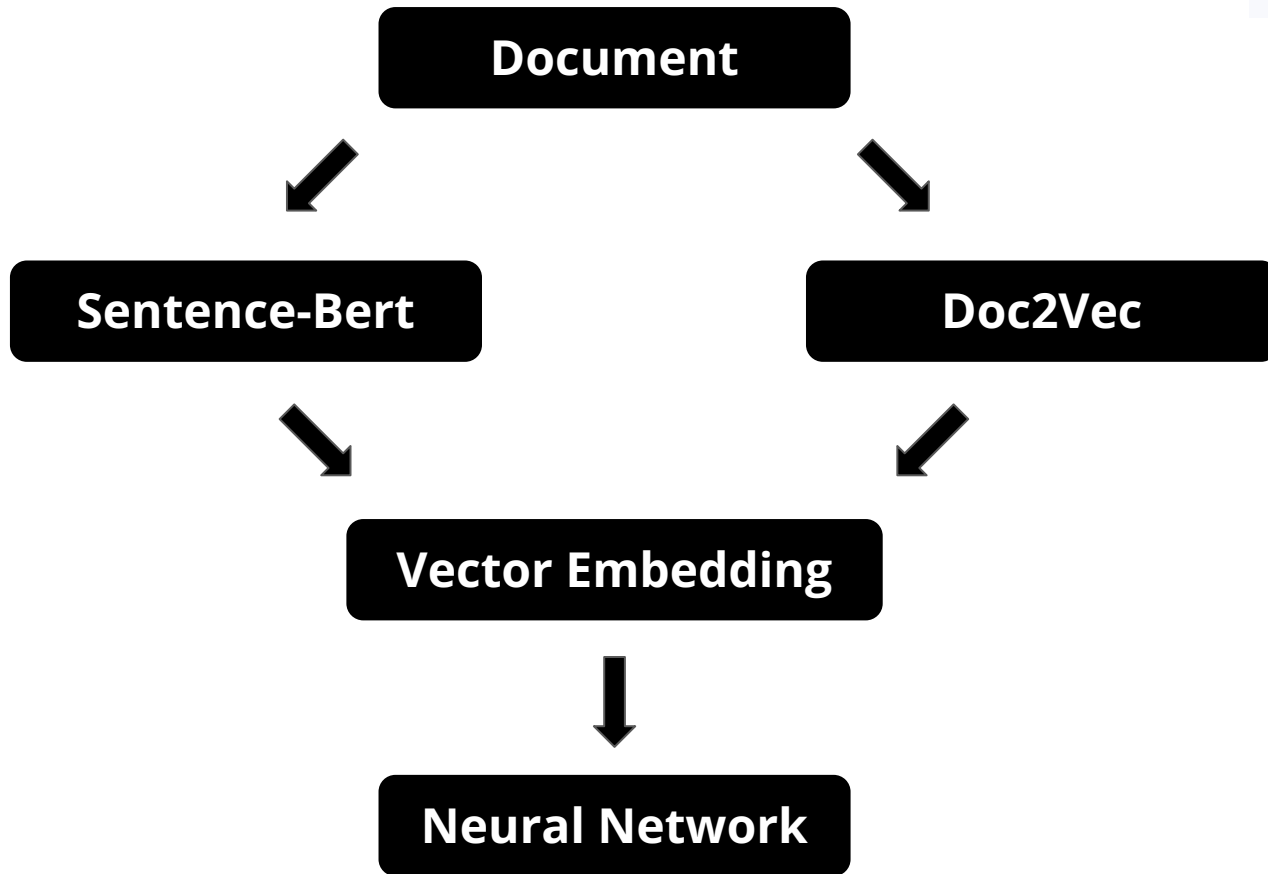 Document
Sentence-Bert
Doc2Vec
Vector Embedding
Neural Network